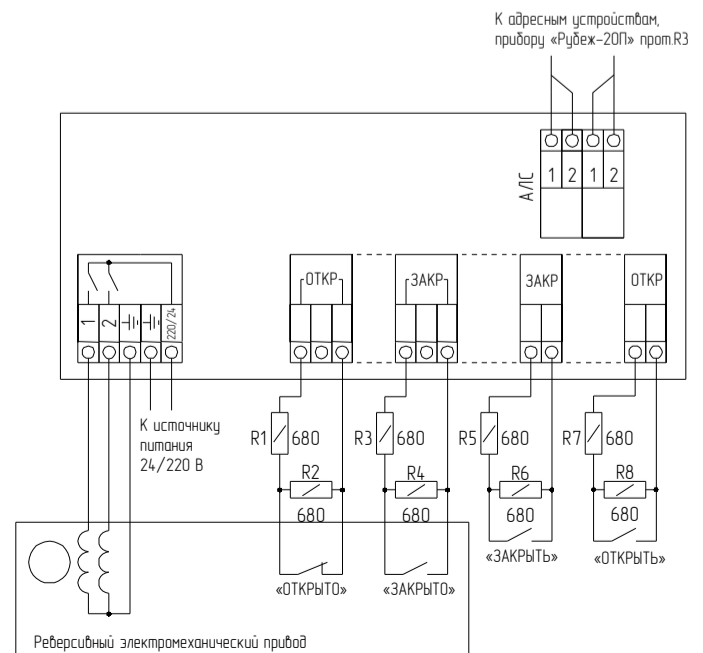 К адресным устройствам,
прибору «Рубеж-20П» прот.R3
А/ЛС
1 2 1 2
ОТКР ЗАКР ЗАКР ОТКР
1 2 220/24
К источнику
питания
24/220 В
R1 680 R3 680 R5 680 R7 680
R2 R4 R6 R8
680 680 680 680
«ЗАКРЫТЬ» «ОТКРЫТЬ»
«ОТКРЫТО» «ЗАКРЫТО»
Реверсивный электромеханический привод